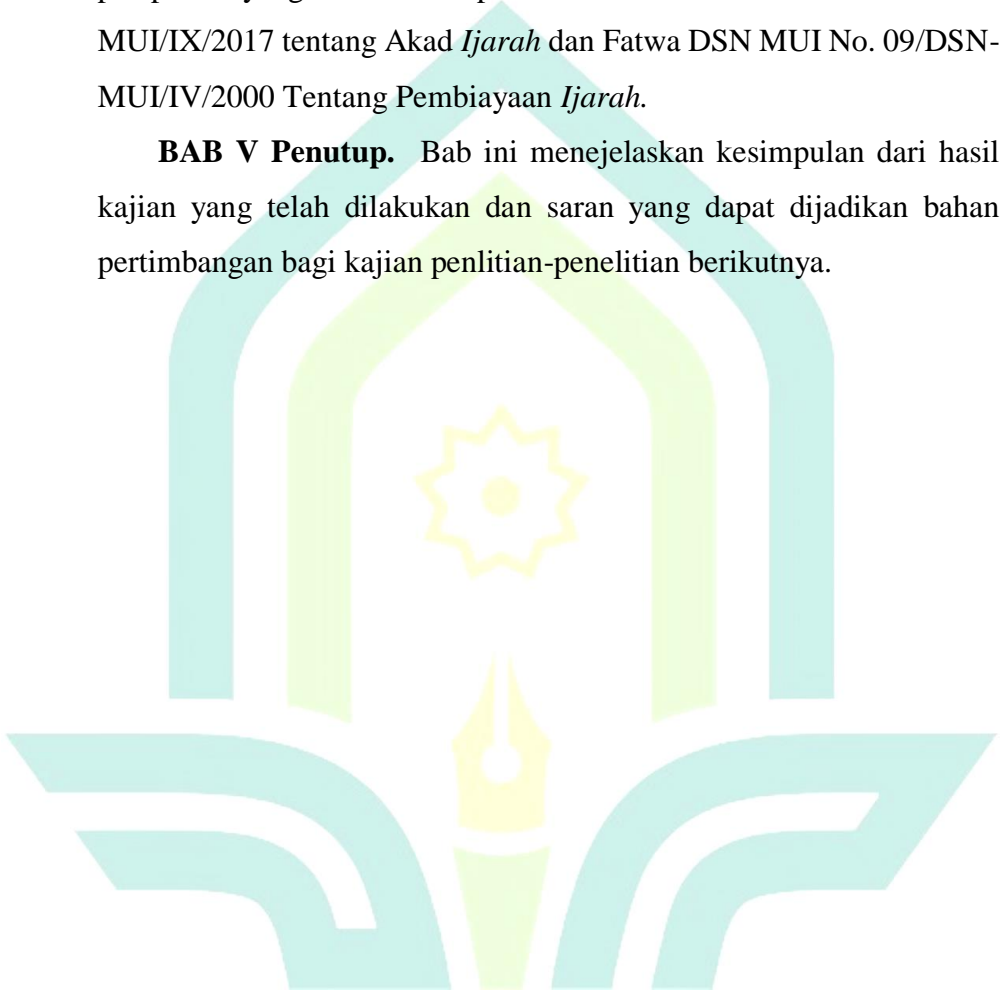 MUI/IX/2017 tentang Akad Ijarah dan Fatwa DSN MUI No. 09/DSN-
MUI/IV/2000 Tentang Pembiayaan Ijarah.
BAB V Penutup. Bab ini menejelaskan kesimpulan dari hasil
kajian yang telah dilakukan dan saran yang dapat dijadikan bahan
pertimbangan bagi kajian penlitian-penelitian berikutnya.